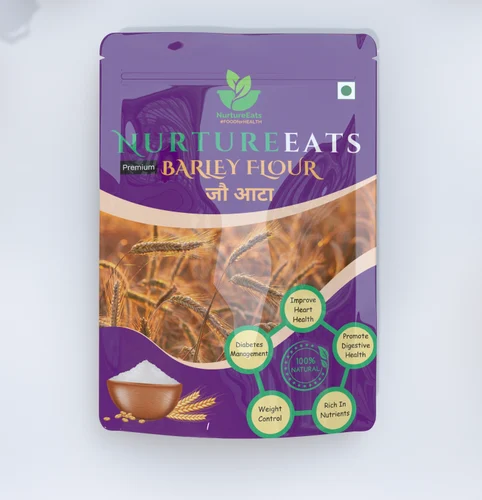 NurtureEats
#FOODforHEALTH
NURTUREEATS
Premium
BARLEY FLOUR
जौ आटा
Improve
Heart
Health
Diabetes
Management
Promote
Digestive
Health
100%
NATURAL
Weight
Control
Rich In
Nutrients